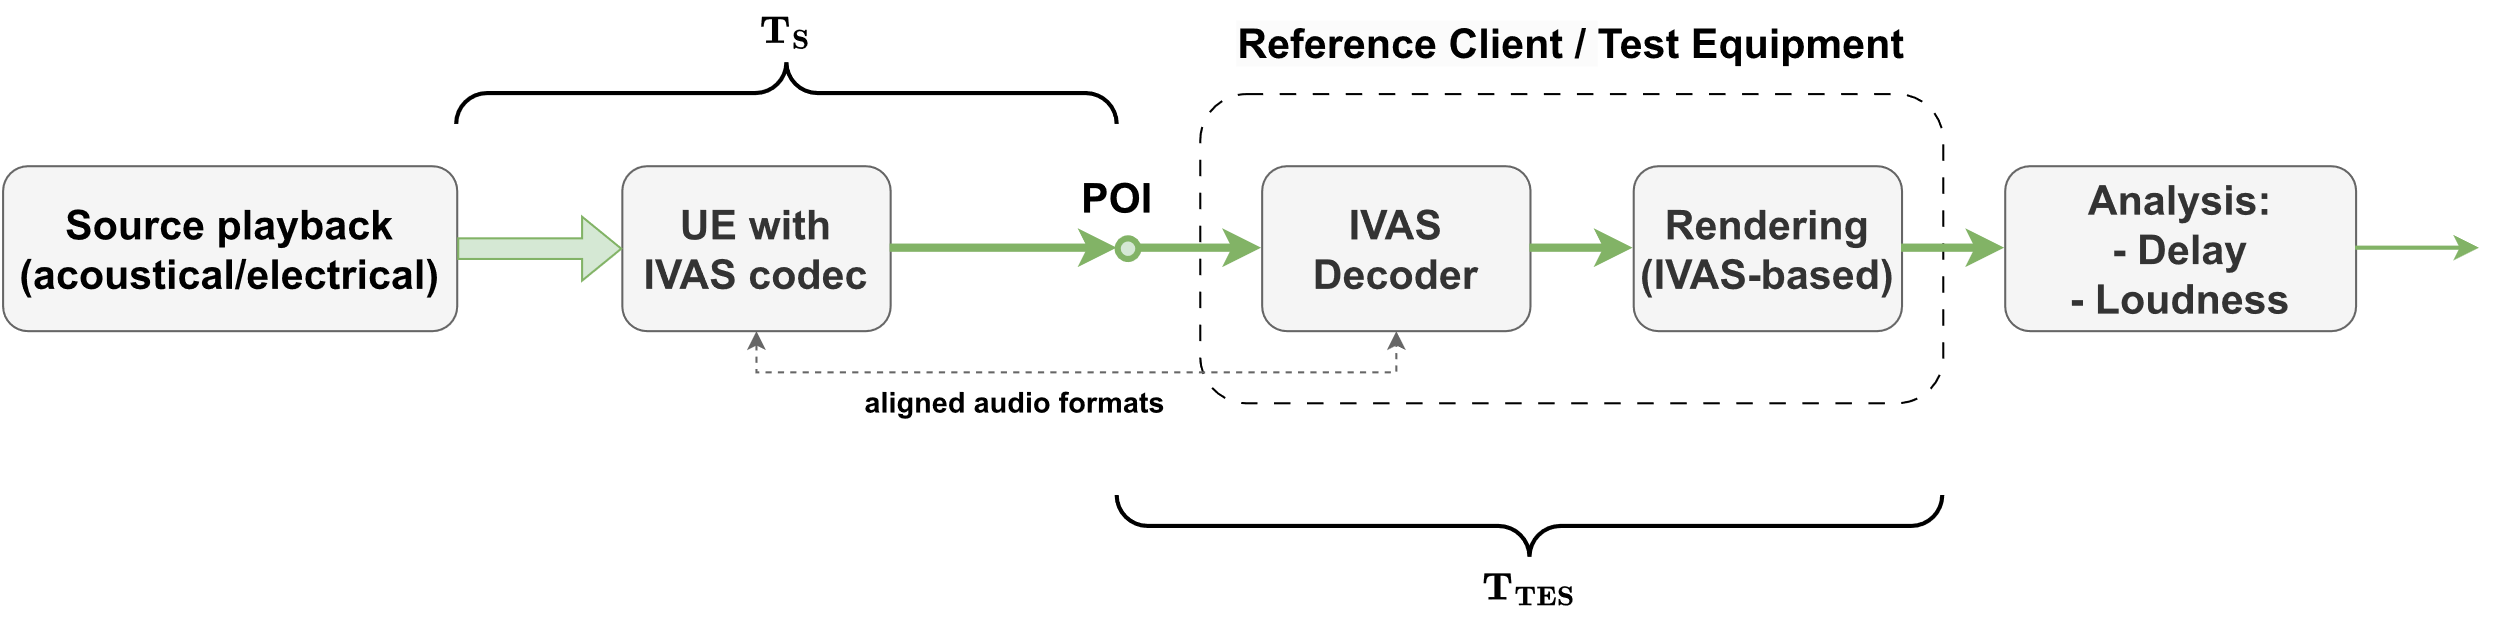 T_S
Reference Client / Test Equipment
Source playback
(acoustical/electrical)
UE with
IVAS codec
POI
IVAS
Decoder
Rendering
(IVAS-based)
Analysis:
- Delay
- Loudness
aligned audio formats
T_TES